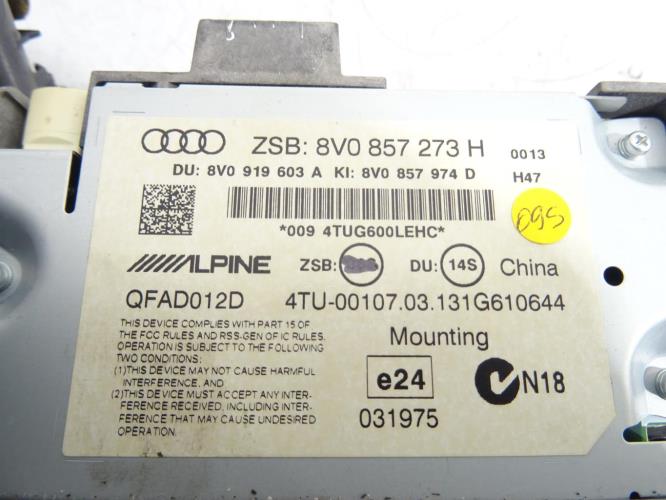 ZSB: 8V0 857 273 H 0013
DU: 8V0 919 603 A KI: 8V0 857 974 D H47
*009 4TUG600LEHC*
095
ALPINE ZSB: DU: 14S China
QFAD012D 4TU-00107.03.131G610644
THIS DEVICE COMPLIES WITH PART 15 OF
THE FCC RULES AND RSS-GEN OF IC RULES.
OPERATION IS SUBJECT TO THE FOLLOWING
TWO CONDITIONS:
(1)THIS DEVICE MAY NOT CAUSE HARMFUL
INTERFERENCE, AND
(2)THIS DEVICE MUST ACCEPT ANY INTER-
FERENCE RECEIVED, INCLUDING INTER-
FERENCE THAT MAY CAUSE UNDESIRED
OPERATION.
Mounting
e24 N18
031975